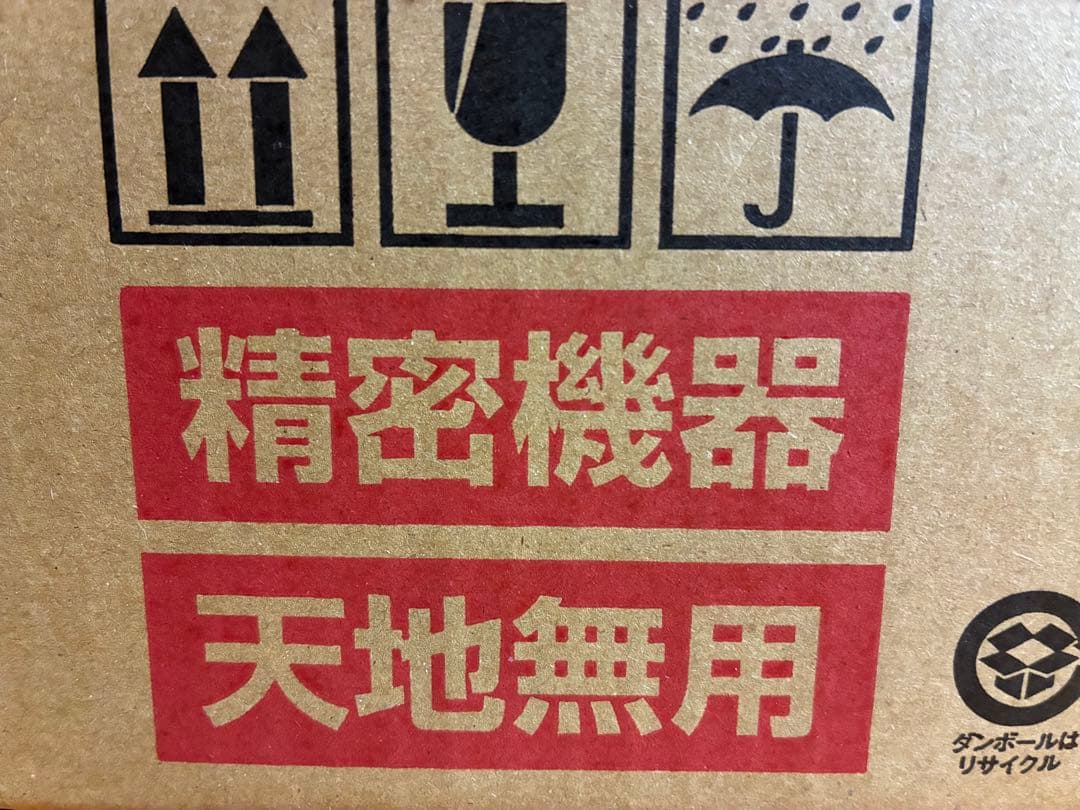 精密機器
天地無用
ダンボールは
リサイクル